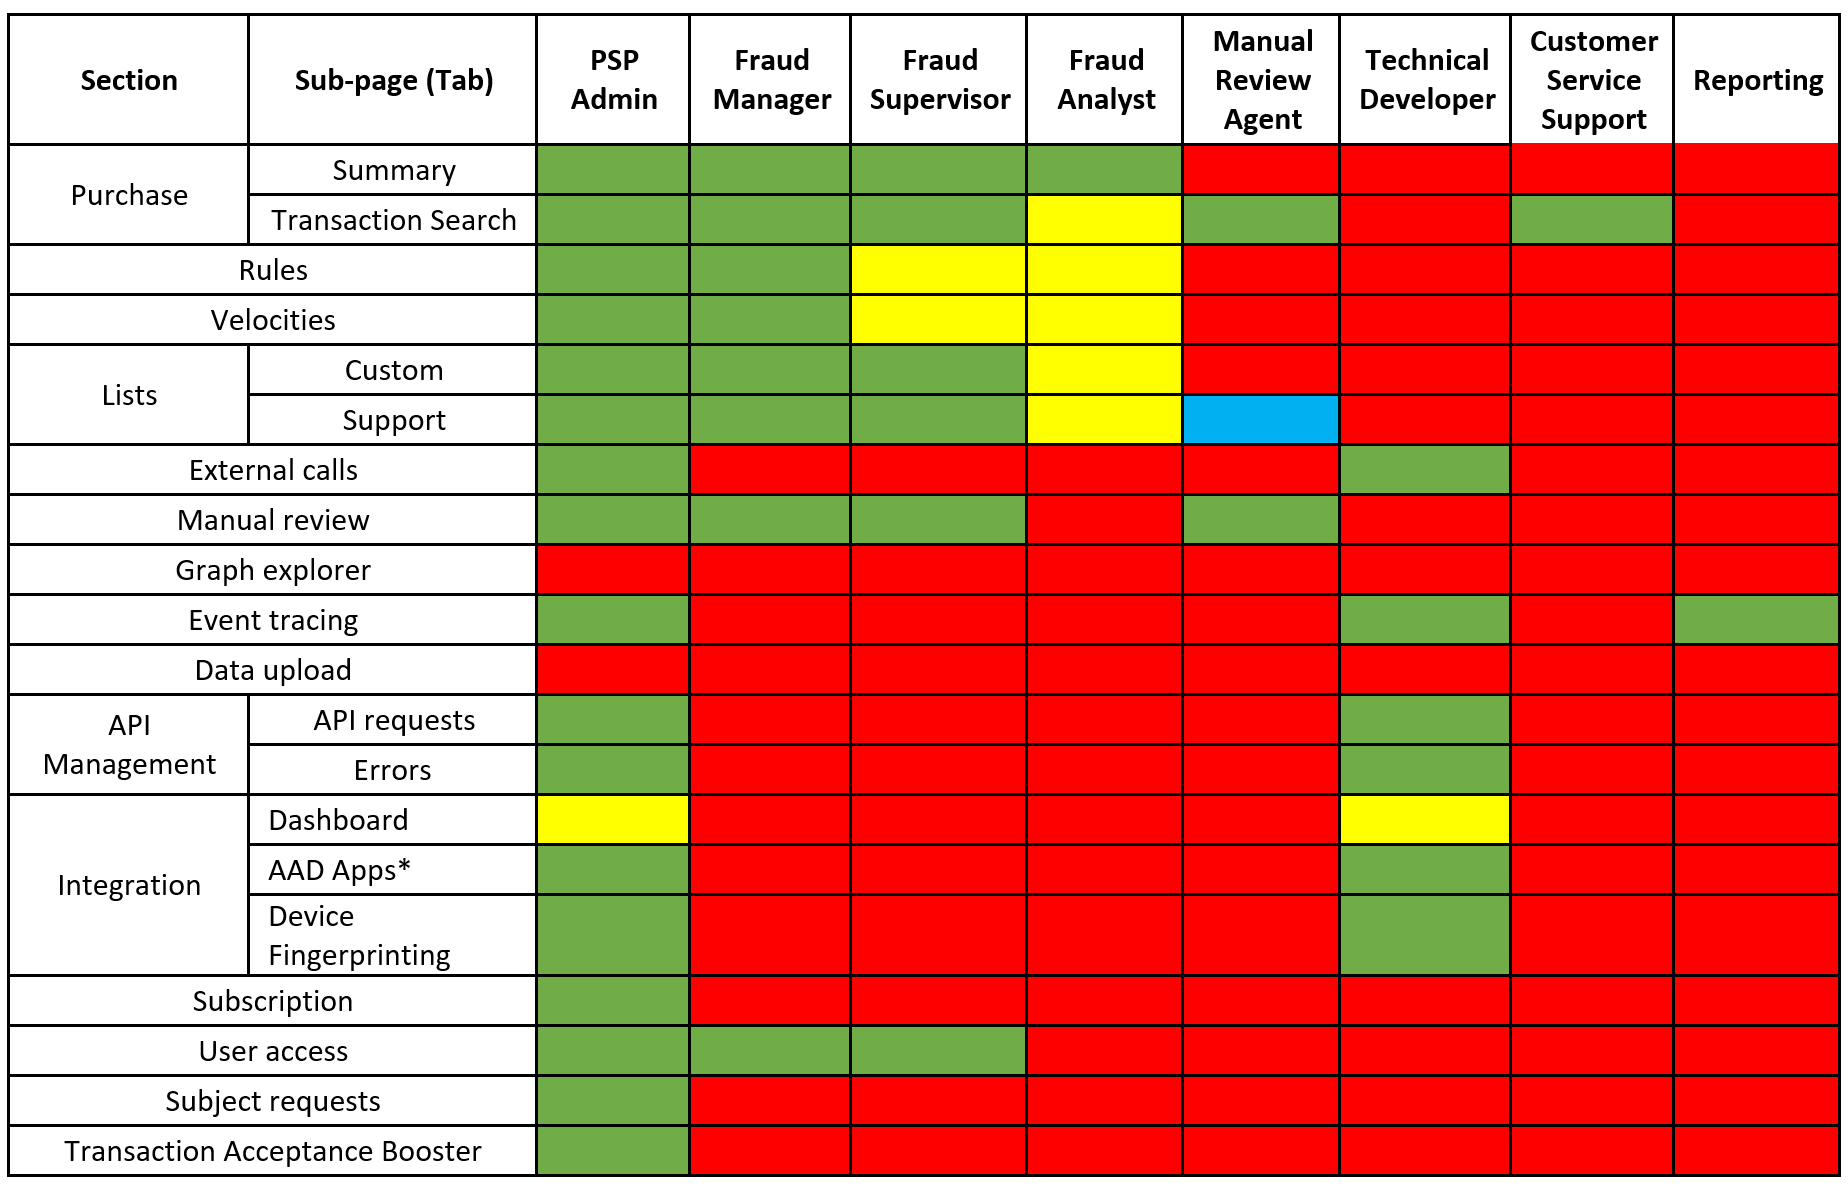 Section
Sub-page (Tab)
PSP
Admin
Fraud
Manager
Fraud
Supervisor
Fraud
Analyst
Manual
Review
Agent
Technical
Developer
Customer
Service
Support
Reporting
Purchase
Summary
Transaction Search
Rules
Velocities
Lists
Custom
Support
External calls
Manual review
Graph explorer
Event tracing
Data upload
API
Management
API requests
Errors
Integration
Dashboard
AAD Apps*
Device
Fingerprinting
Subscription
User access
Subject requests
Transaction Acceptance Booster